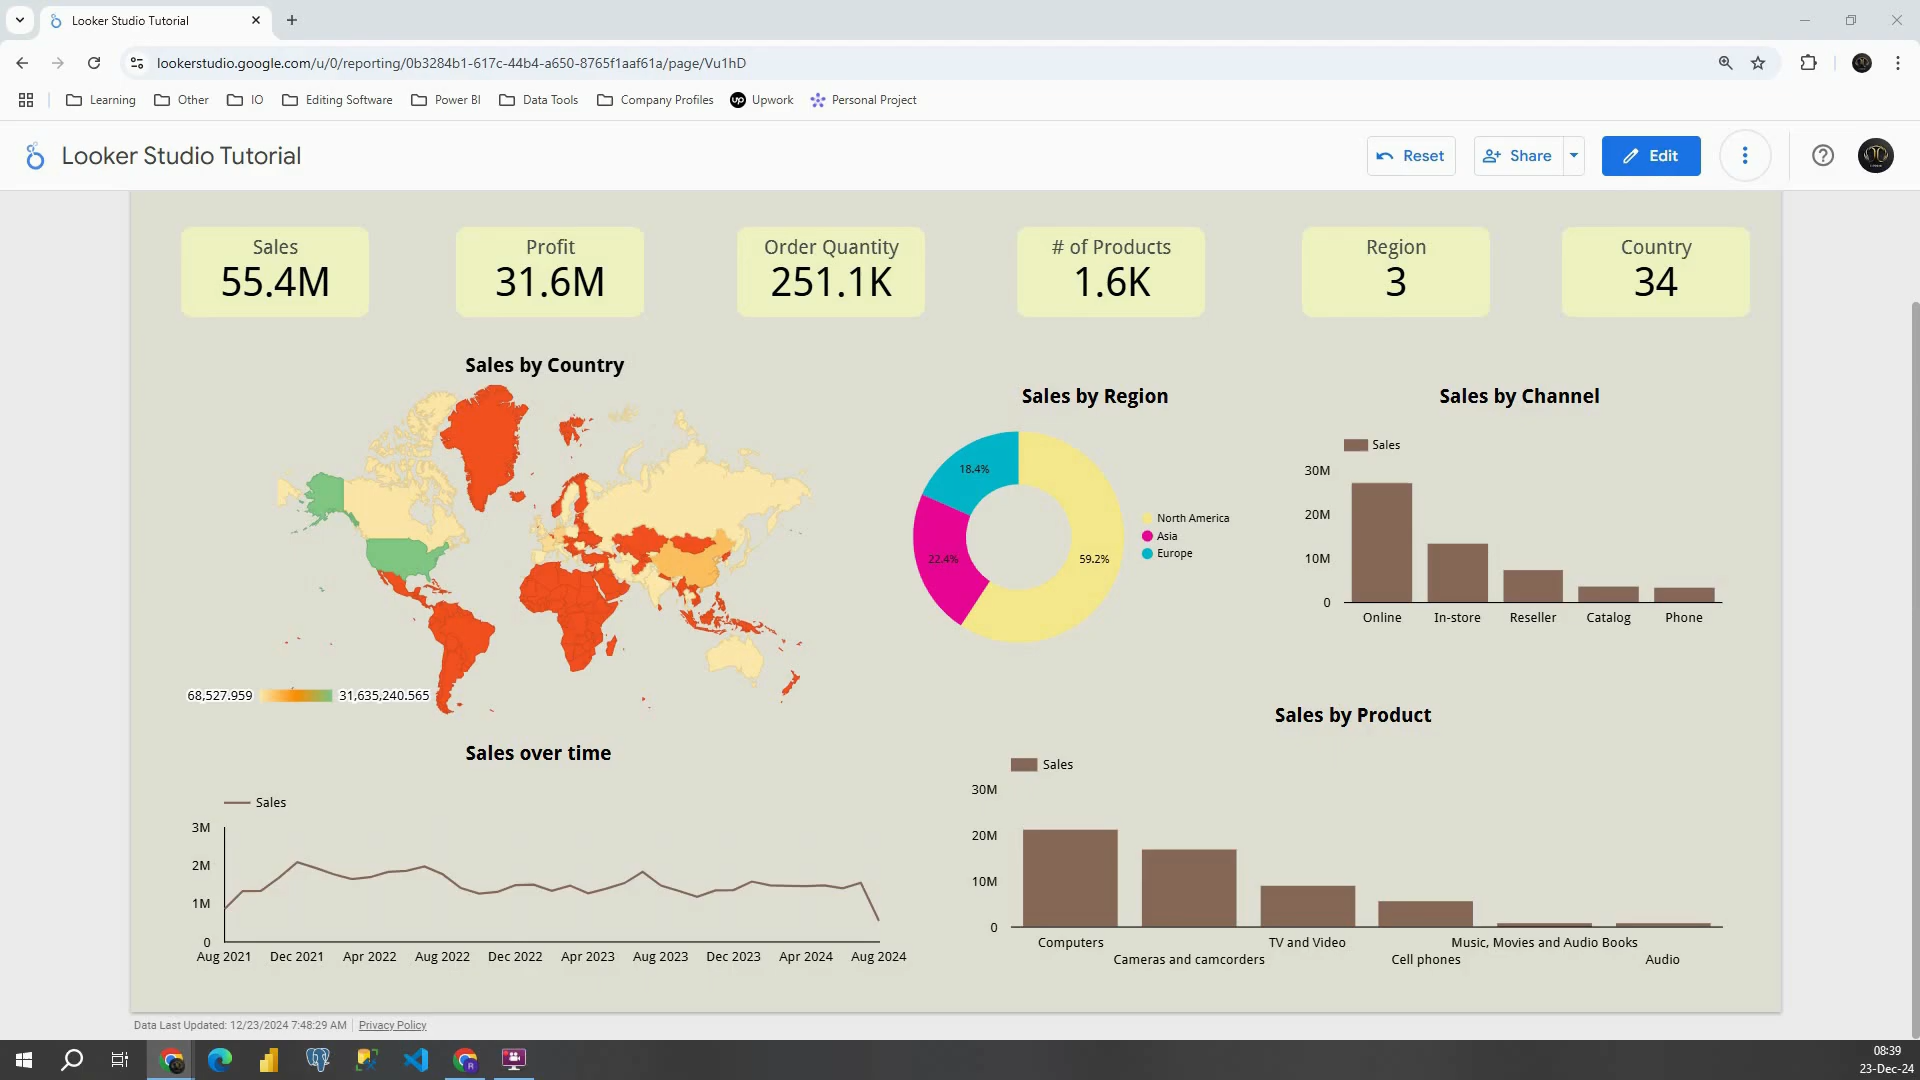 Looker Studio Tutorial
lookerstudio.google.com/u/0/reporting/0b3284b1-617c-44b4-a650-8765f1aaf61a/page/Vu1hD
Learning Other IO Editing Software Power BI Data Tools Company Profiles up Upwork Personal Project
Looker Studio Tutorial Reset Share Edit
Sales Profit Order Quantity # of Products Region Country
55.4M 31.6M 251.1K 1.6K 3 34
Sales by Country
68,527.959 31,635,240.565
Sales by Region
18.4%
22.4%
59.2%
North America
Asia
Europe
Sales by Channel
Sales
30M
20M
10M
0
Online In-store Reseller Catalog Phone
Sales over time
Sales
3M
2M
1M
0
Aug 2021 Dec 2021 Apr 2022 Aug 2022 Dec 2022 Apr 2023 Aug 2023 Dec 2023 Apr 2024 Aug 2024
Sales by Product
Sales
30M
20M
10M
0
Computers TV and Video Music, Movies and Audio Books
Cameras and camcorders Cell phones Audio
Data Last Updated: 12/23/2024 7:48:29 AM Privacy Policy
08:39
23-Dec-24